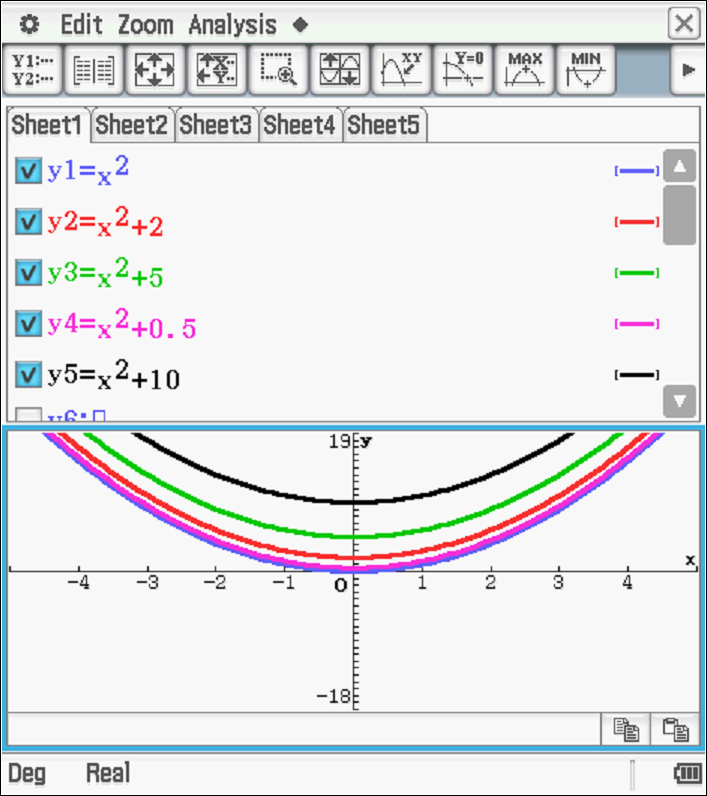 Edit Zoom Analysis ◆
Y1:… Y2:… X… Y… XY Y=0 MAX MIN
Sheet1 Sheet2 Sheet3 Sheet4 Sheet5
y1=x²
y2=x²+2
y3=x²+5
y4=x²+0.5
y5=x²+10
y6:▯
19 y
x
-4 -3 -2 -1 O 1 2 3 4
-18
Deg Real